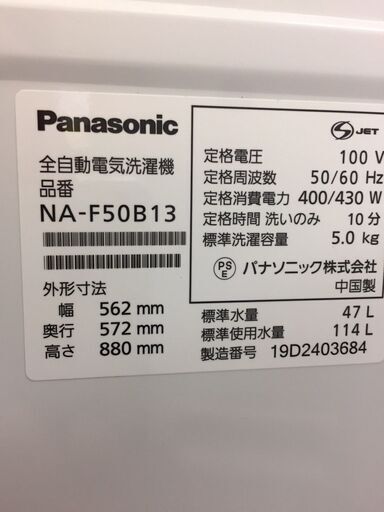 Panasonic
全自動電気洗濯機
品番
NA-F50B13
外形寸法
幅 562 mm
奥行 572 mm
高さ 880 mm
S JET
定格電圧 100 V
定格周波数 50/60 Hz
定格消費電力 400/430 W
定格時間 洗いのみ 10分
標準洗濯容量 5.0 kg
PS E パナソニック株式会社
中国製
標準水量 47 L
標準使用水量 114 L
製造番号 19D2403684